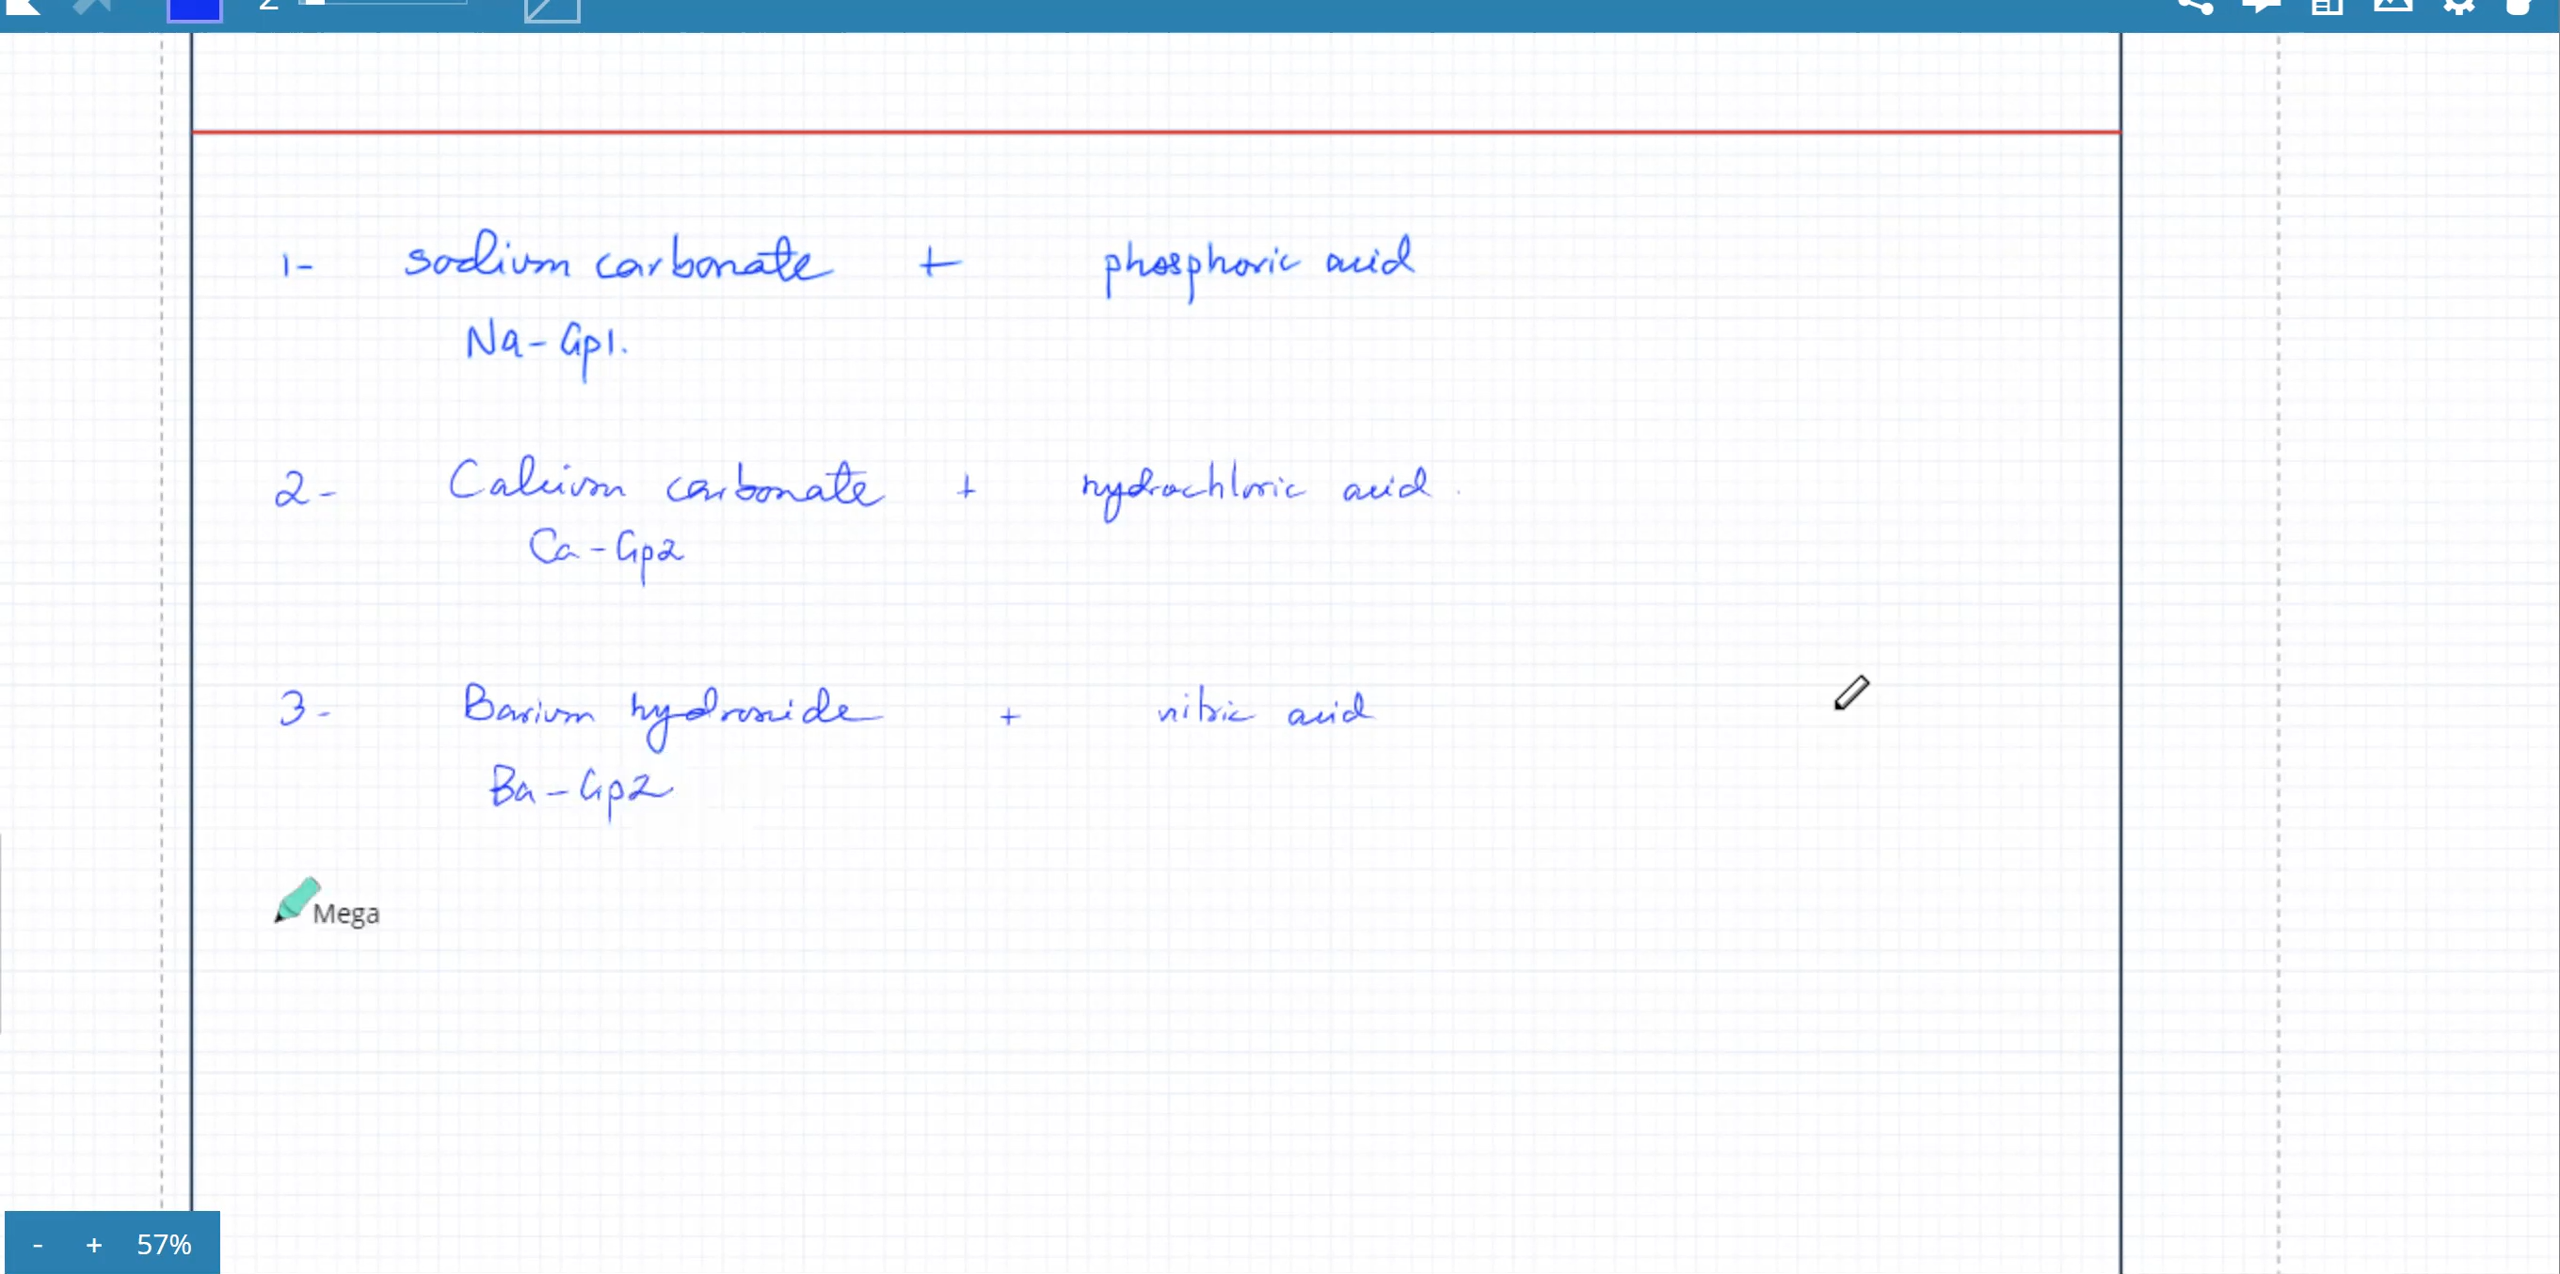 2
1- sodium carbonate + phosphoric acid
Na-Gp1.
2- Calcium carbonate + hydrochloric acid.
Ca-Gp2
3- Barium hydroxide + nitric acid
Ba-Gp2
Mega
- + 57%